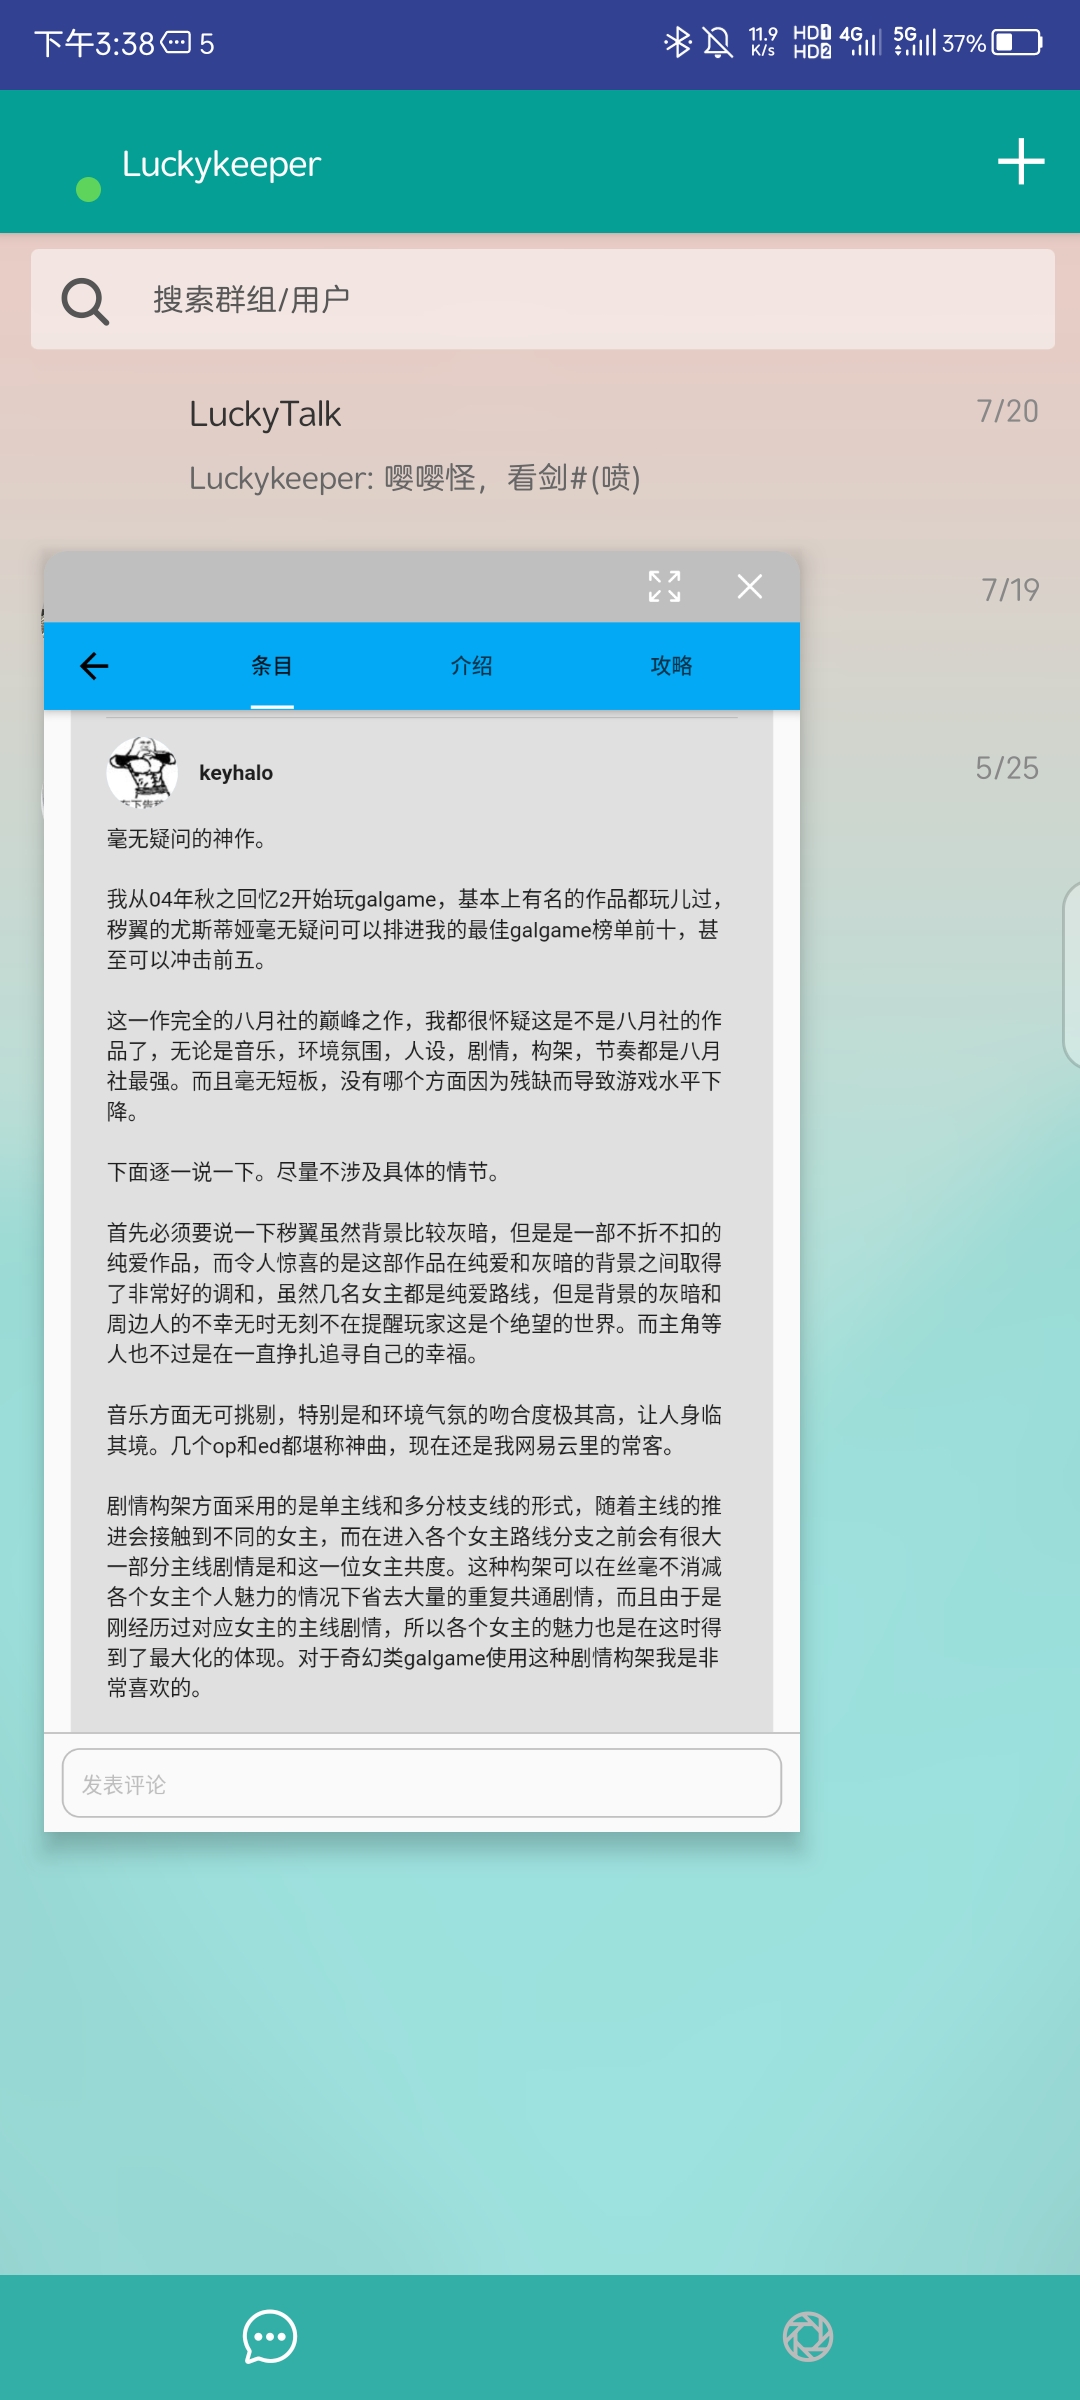 下午3:38 5
11.9 K/s HD1 HD2 4G 5G 37%
Luckykeeper
搜索群组/用户
LuckyTalk 7/20
Luckykeeper: 嘤嘤怪，看剑#(喷)
7/19
条目 介绍 攻略
5/25
keyhalo
毫无疑问的神作。
我从04年秋之回忆2开始玩galgame，基本上有名的作品都玩儿过，
秽翼的尤斯蒂娅毫无疑问可以排进我的最佳galgame榜单前十，甚
至可以冲击前五。
这一作完全的八月社的巅峰之作，我都很怀疑这是不是八月社的作
品了，无论是音乐，环境氛围，人设，剧情，构架，节奏都是八月
社最强。而且毫无短板，没有哪个方面因为残缺而导致游戏水平下
降。
下面逐一说一下。尽量不涉及具体的情节。
首先必须要说一下秽翼虽然背景比较灰暗，但是是一部不折不扣的
纯爱作品，而令人惊喜的是这部作品在纯爱和灰暗的背景之间取得
了非常好的调和，虽然几名女主都是纯爱路线，但是背景的灰暗和
周边人的不幸无时无刻不在提醒玩家这是个绝望的世界。而主角等
人也不过是在一直挣扎追寻自己的幸福。
音乐方面无可挑剔，特别是和环境气氛的吻合度极其高，让人身临
其境。几个op和ed都堪称神曲，现在还是我网易云里的常客。
剧情构架方面采用的是单主线和多分枝支线的形式，随着主线的推
进会接触到不同的女主，而在进入各个女主路线分支之前会有很大
一部分主线剧情是和这一位女主共度。这种构架可以在丝毫不消减
各个女主个人魅力的情况下省去大量的重复共通剧情，而且由于是
刚经历过对应女主的主线剧情，所以各个女主的魅力也是在这时得
到了最大化的体现。对于奇幻类galgame使用这种剧情构架我是非
常喜欢的。
发表评论